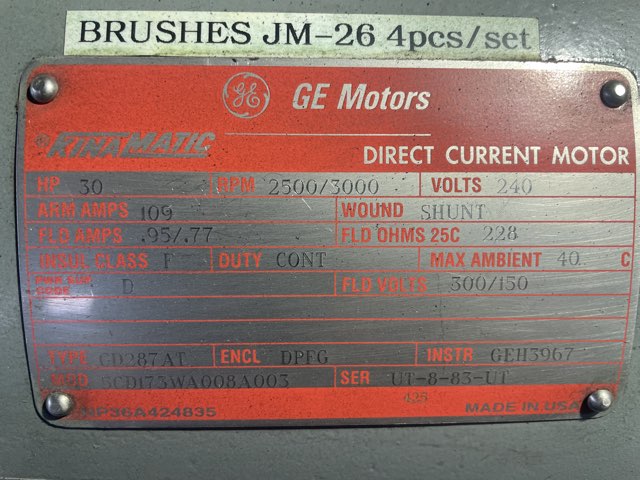 BRUSHES JM-26 4pcs/set
GE GE Motors
KINAMATIC
DIRECT CURRENT MOTOR
HP 30 RPM 2500/3000 VOLTS 240
ARM AMPS 109 WOUND SHUNT
FLD AMPS .95/.77 FLD OHMS 25C 228
INSUL CLASS F DUTY CONT MAX AMBIENT 40 C
CODE D FLD VOLTS 300/150
TYPE CD287AT ENCL DPFG INSTR GEH3967
MOD 5CD173WA008A003 SER UT-8-83-UT
NP36A424835 MADE IN USA